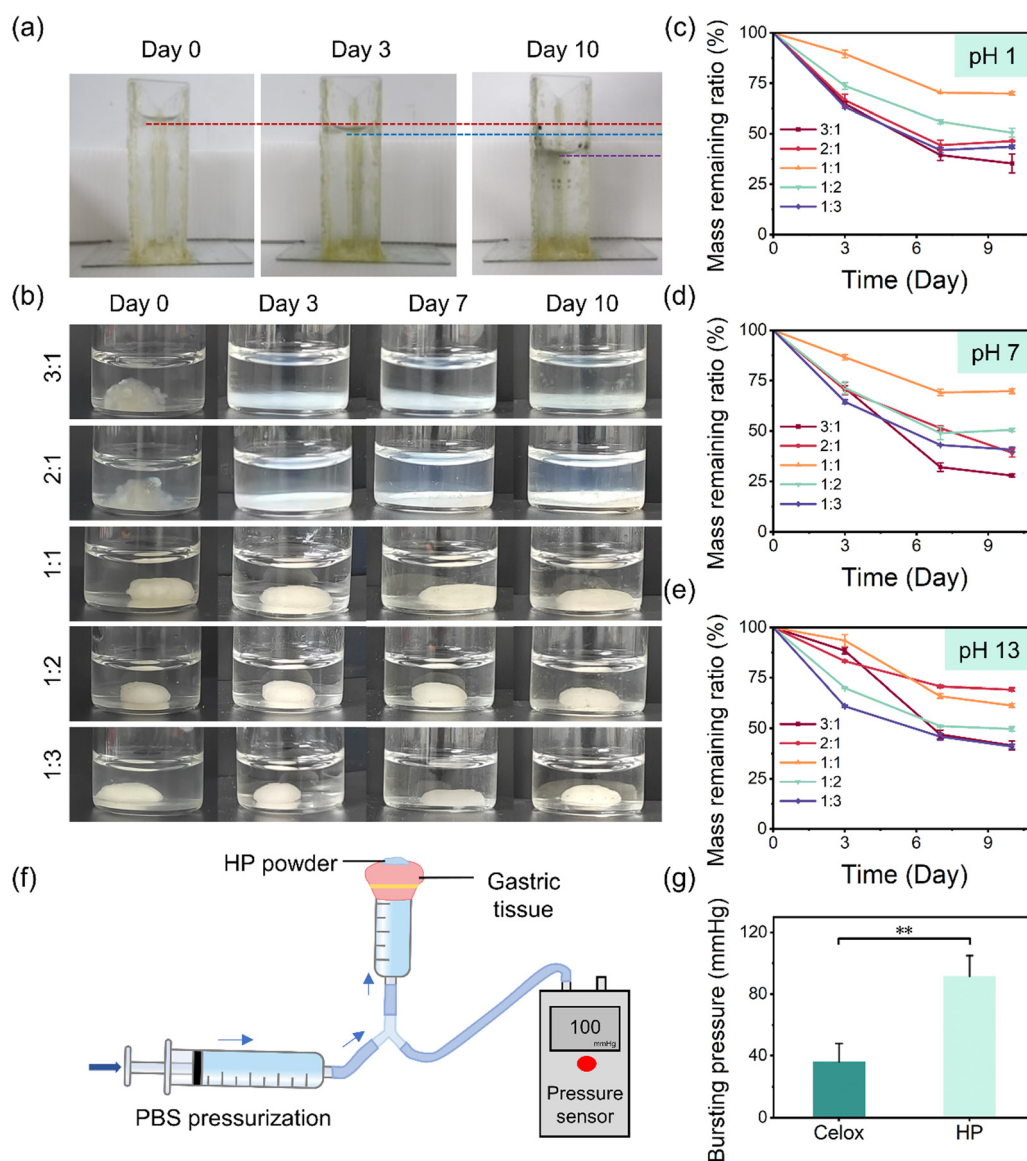 (a)
Day 0
Day 3
Day 10
(b)
Day 0
Day 3
Day 7
Day 10
3:1
2:1
1:1
1:2
1:3
(c)
Mass remaining ratio (%)
100
75
50
25
0
pH 1
3:1
2:1
1:1
1:2
1:3
0
3
6
9
Time (Day)
(d)
Mass remaining ratio (%)
100
75
50
25
0
pH 7
3:1
2:1
1:1
1:2
1:3
0
3
6
9
Time (Day)
(e)
Mass remaining ratio (%)
100
75
50
25
0
pH 13
3:1
2:1
1:1
1:2
1:3
0
3
6
9
Time (Day)
(f)
HP powder
Gastric
tissue
PBS pressurization
100
mmHg
Pressure
sensor
(g)
Bursting pressure (mmHg)
120
80
40
0
**
Celox
HP